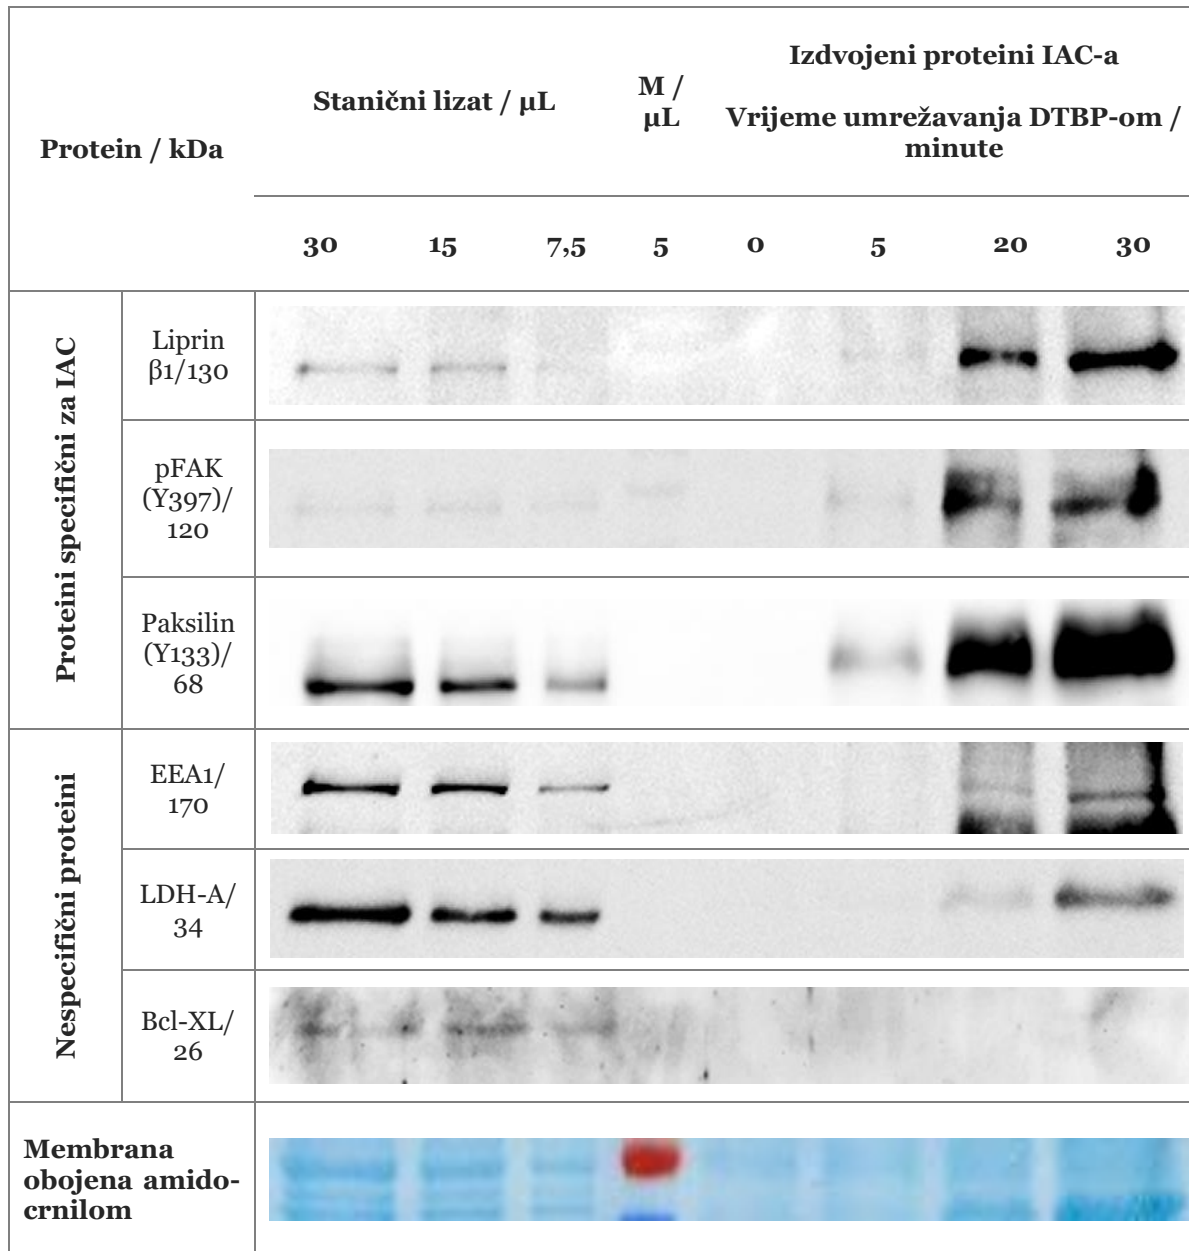 Protein / kDa
Stanični lizat / µL
M /
µL
Izdvojeni proteini IAC-a
Vrijeme umrežavanja DTBP-om /
minute
30 15 7,5 5 0 5 20 30
Proteini specifični za IAC
Liprin
β1/130
pFAK
(Y397)/
120
Paksilin
(Y133)/
68
Nespecifični proteini
EEA1/
170
LDH-A/
34
Bcl-XL/
26
Membrana
obojena amido-
crnilom